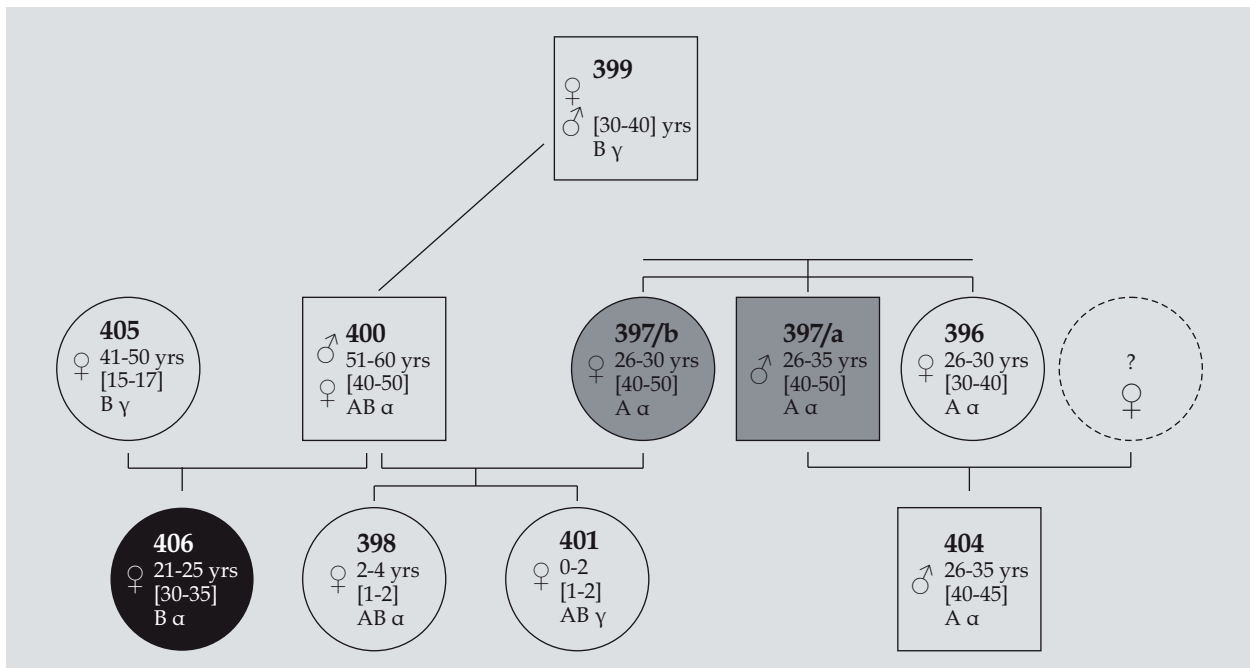 399
♀
♂ [30-40] yrs
B γ
405
♀ 41-50 yrs
[15-17]
B γ
♂ 400
51-60 yrs
♀ [40-50]
AB α
397/b
♀ 26-30 yrs
[40-50]
A α
397/a
♂ 26-35 yrs
[40-50]
A α
396
♀ 26-30 yrs
[30-40]
A α
?
♀
406
♀ 21-25 yrs
[30-35]
B α
398
♀ 2-4 yrs
[1-2]
AB α
401
♀ 0-2
[1-2]
AB γ
404
♂ 26-35 yrs
[40-45]
A α